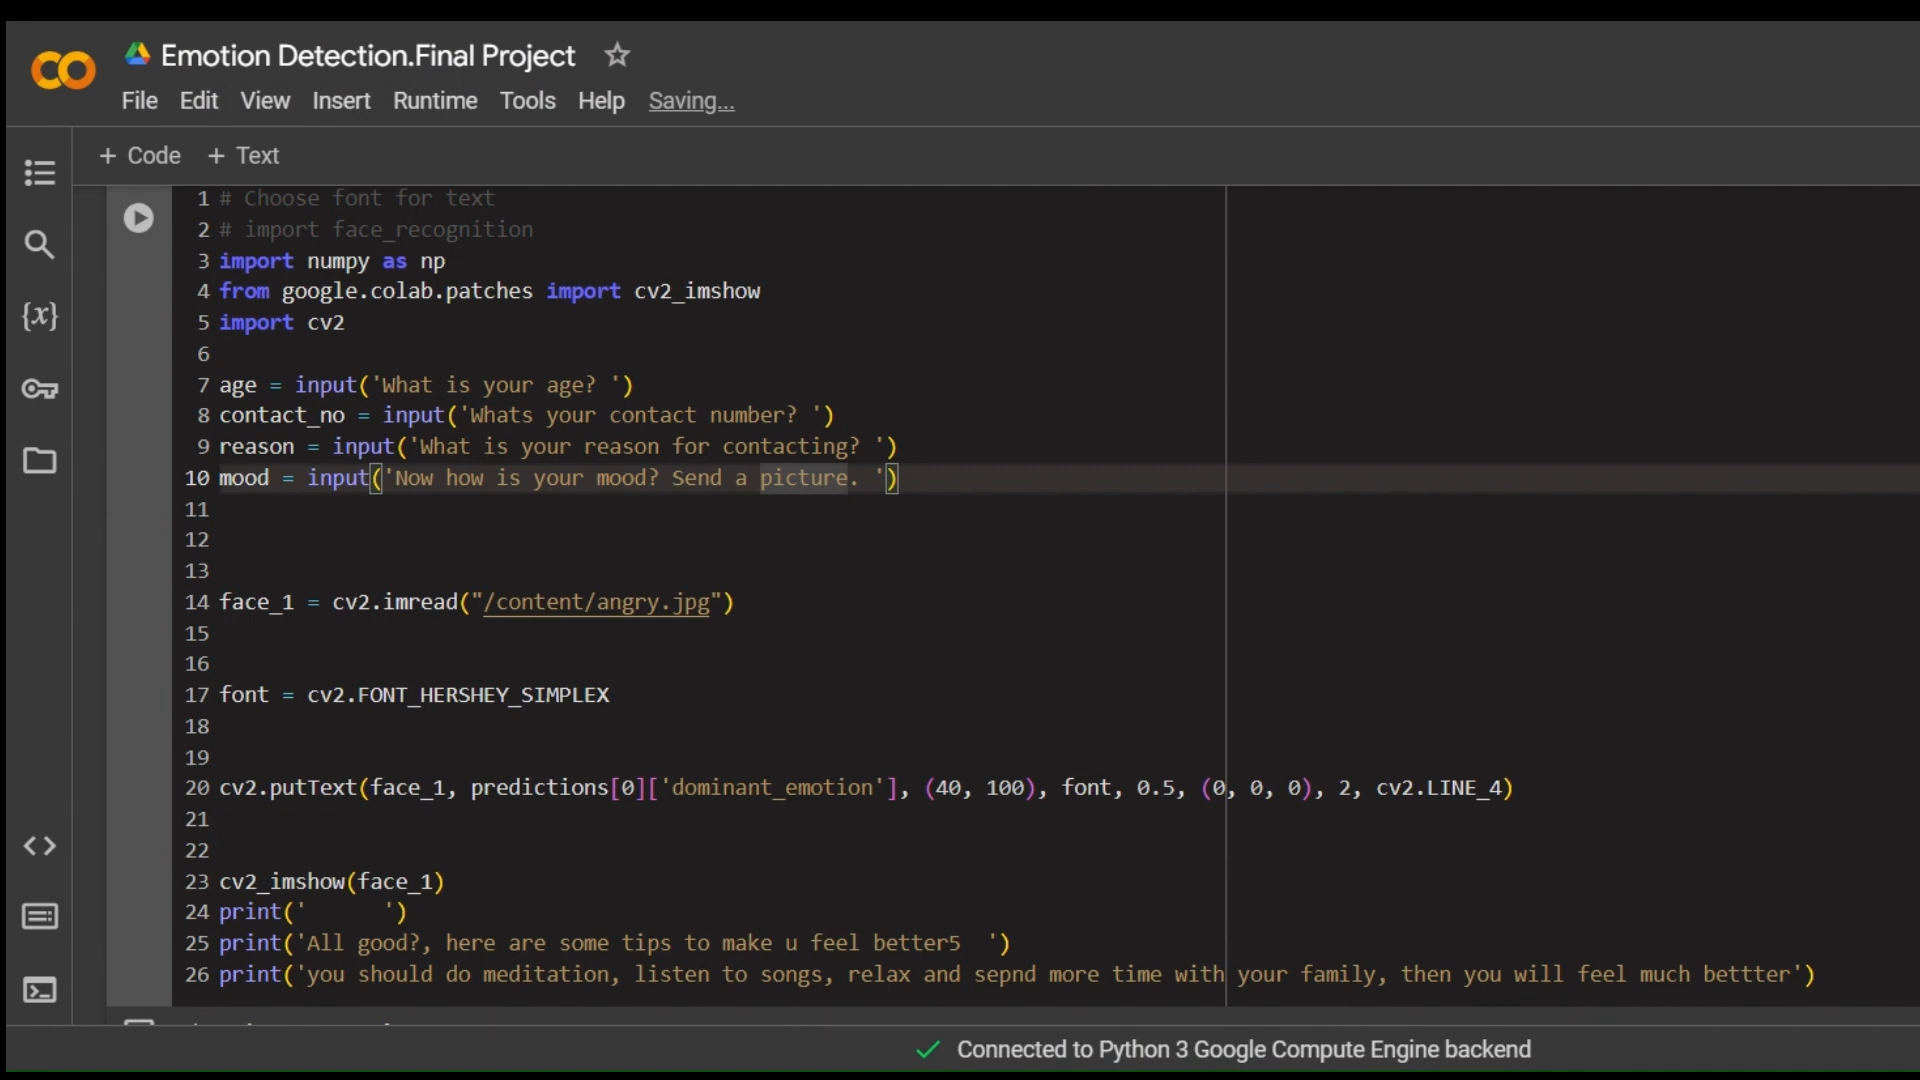 Emotion Detection.Final Project
File Edit View Insert Runtime Tools Help Saving...
+ Code + Text
1 # Choose font for text
2 # import face_recognition
3 import numpy as np
4 from google.colab.patches import cv2_imshow
5 import cv2
6
7 age = input('What is your age? ')
8 contact_no = input('Whats your contact number? ')
9 reason = input('What is your reason for contacting? ')
10 mood = input('Now how is your mood? Send a picture. ')
11
12
13
14 face_1 = cv2.imread("/content/angry.jpg")
15
16
17 font = cv2.FONT_HERSHEY_SIMPLEX
18
19
20 cv2.putText(face_1, predictions[0]['dominant_emotion'], (40, 100), font, 0.5, (0, 0, 0), 2, cv2.LINE_4)
21
22
23 cv2_imshow(face_1)
24 print('      ')
25 print('All good?, here are some tips to make u feel better5  ')
26 print('you should do meditation, listen to songs, relax and sepnd more time with your family, then you will feel much bettter')
Connected to Python 3 Google Compute Engine backend